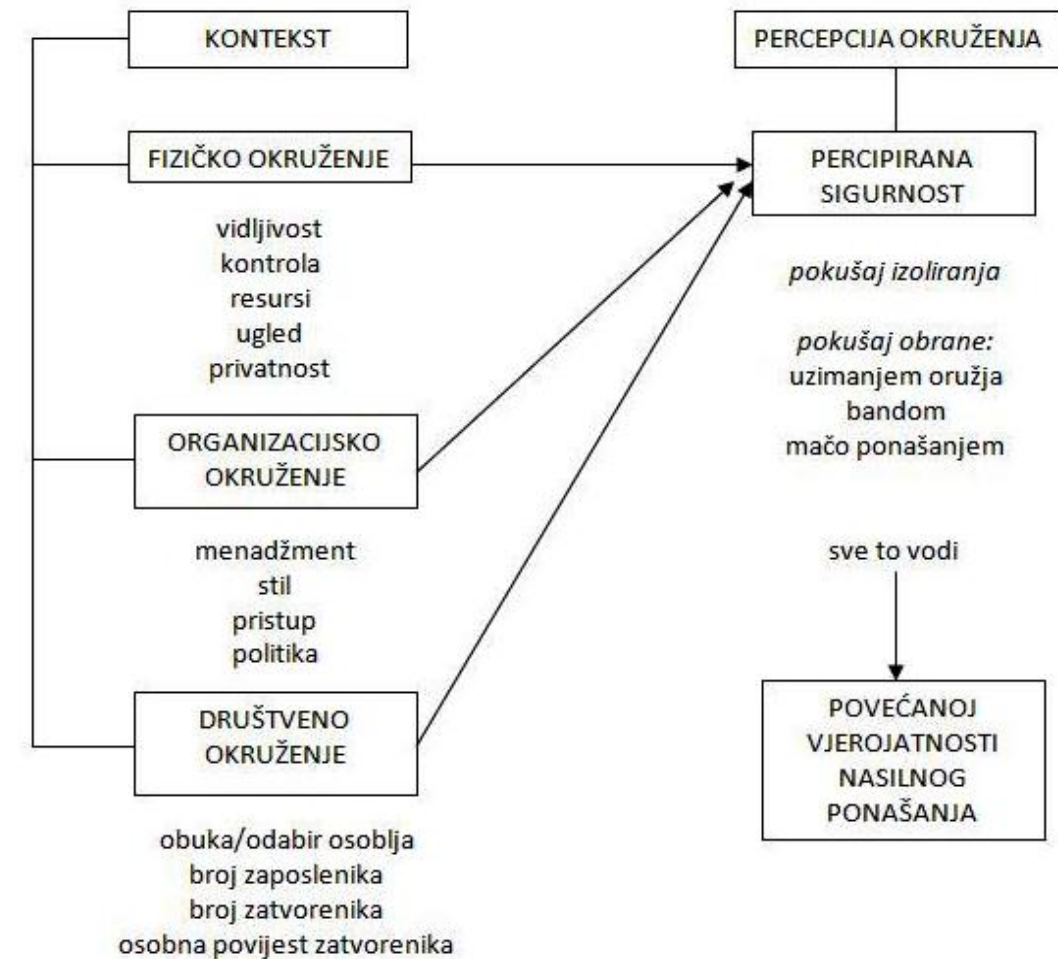 KONTEKST
FIZIČKO OKRUŽENJE
vidljivost
kontrola
resursi
ugled
privatnost
ORGANIZACIJSKO
OKRUŽENJE
menadžment
stil
pristup
politika
DRUŠTVENO
OKRUŽENJE
obuka/odabir osoblja
broj zaposlenika
broj zatvorenika
osobna povijest zatvorenika
PERCEPCIJA OKRUŽENJA
PERCIPIRANA
SIGURNOST
pokušaj izoliranja
pokušaj obrane:
uzimanjem oružja
bandom
mačo ponašanjem
sve to vodi
POVEĆANOJ
VJEROJATNOSTI
NASILNOG
PONAŠANJA